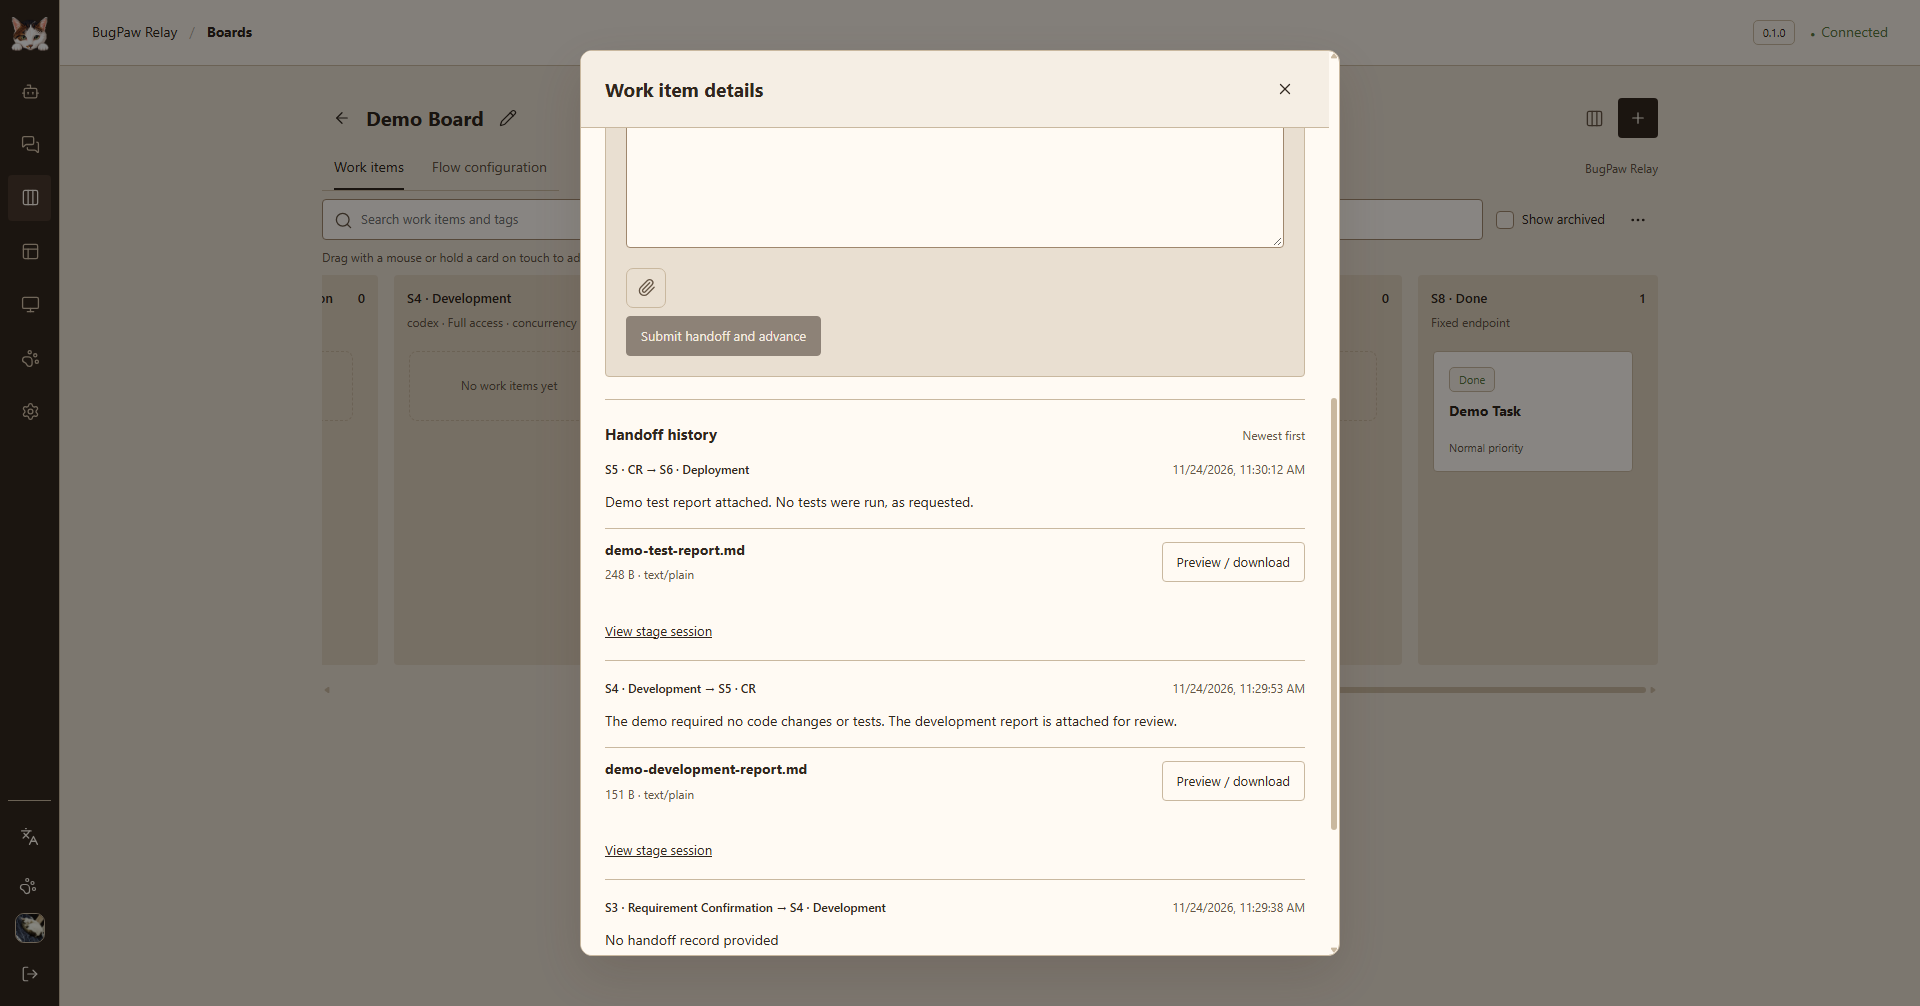 BugPaw Relay / Boards
0.1.0
Connected
Demo Board
Work items
Flow configuration
BugPaw Relay
Search work items and tags
Show archived
Drag with a mouse or hold a card on touch to ad
on 0
S4 · Development
codex · Full access · concurrency
No work items yet
0
S8 · Done 1
Fixed endpoint
Done
Demo Task
Normal priority
Work item details
Submit handoff and advance
Handoff history
Newest first
S5 · CR → S6 · Deployment
11/24/2026, 11:30:12 AM
Demo test report attached. No tests were run, as requested.
demo-test-report.md
248 B · text/plain
Preview / download
View stage session
S4 · Development → S5 · CR
11/24/2026, 11:29:53 AM
The demo required no code changes or tests. The development report is attached for review.
demo-development-report.md
151 B · text/plain
Preview / download
View stage session
S3 · Requirement Confirmation → S4 · Development
11/24/2026, 11:29:38 AM
No handoff record provided